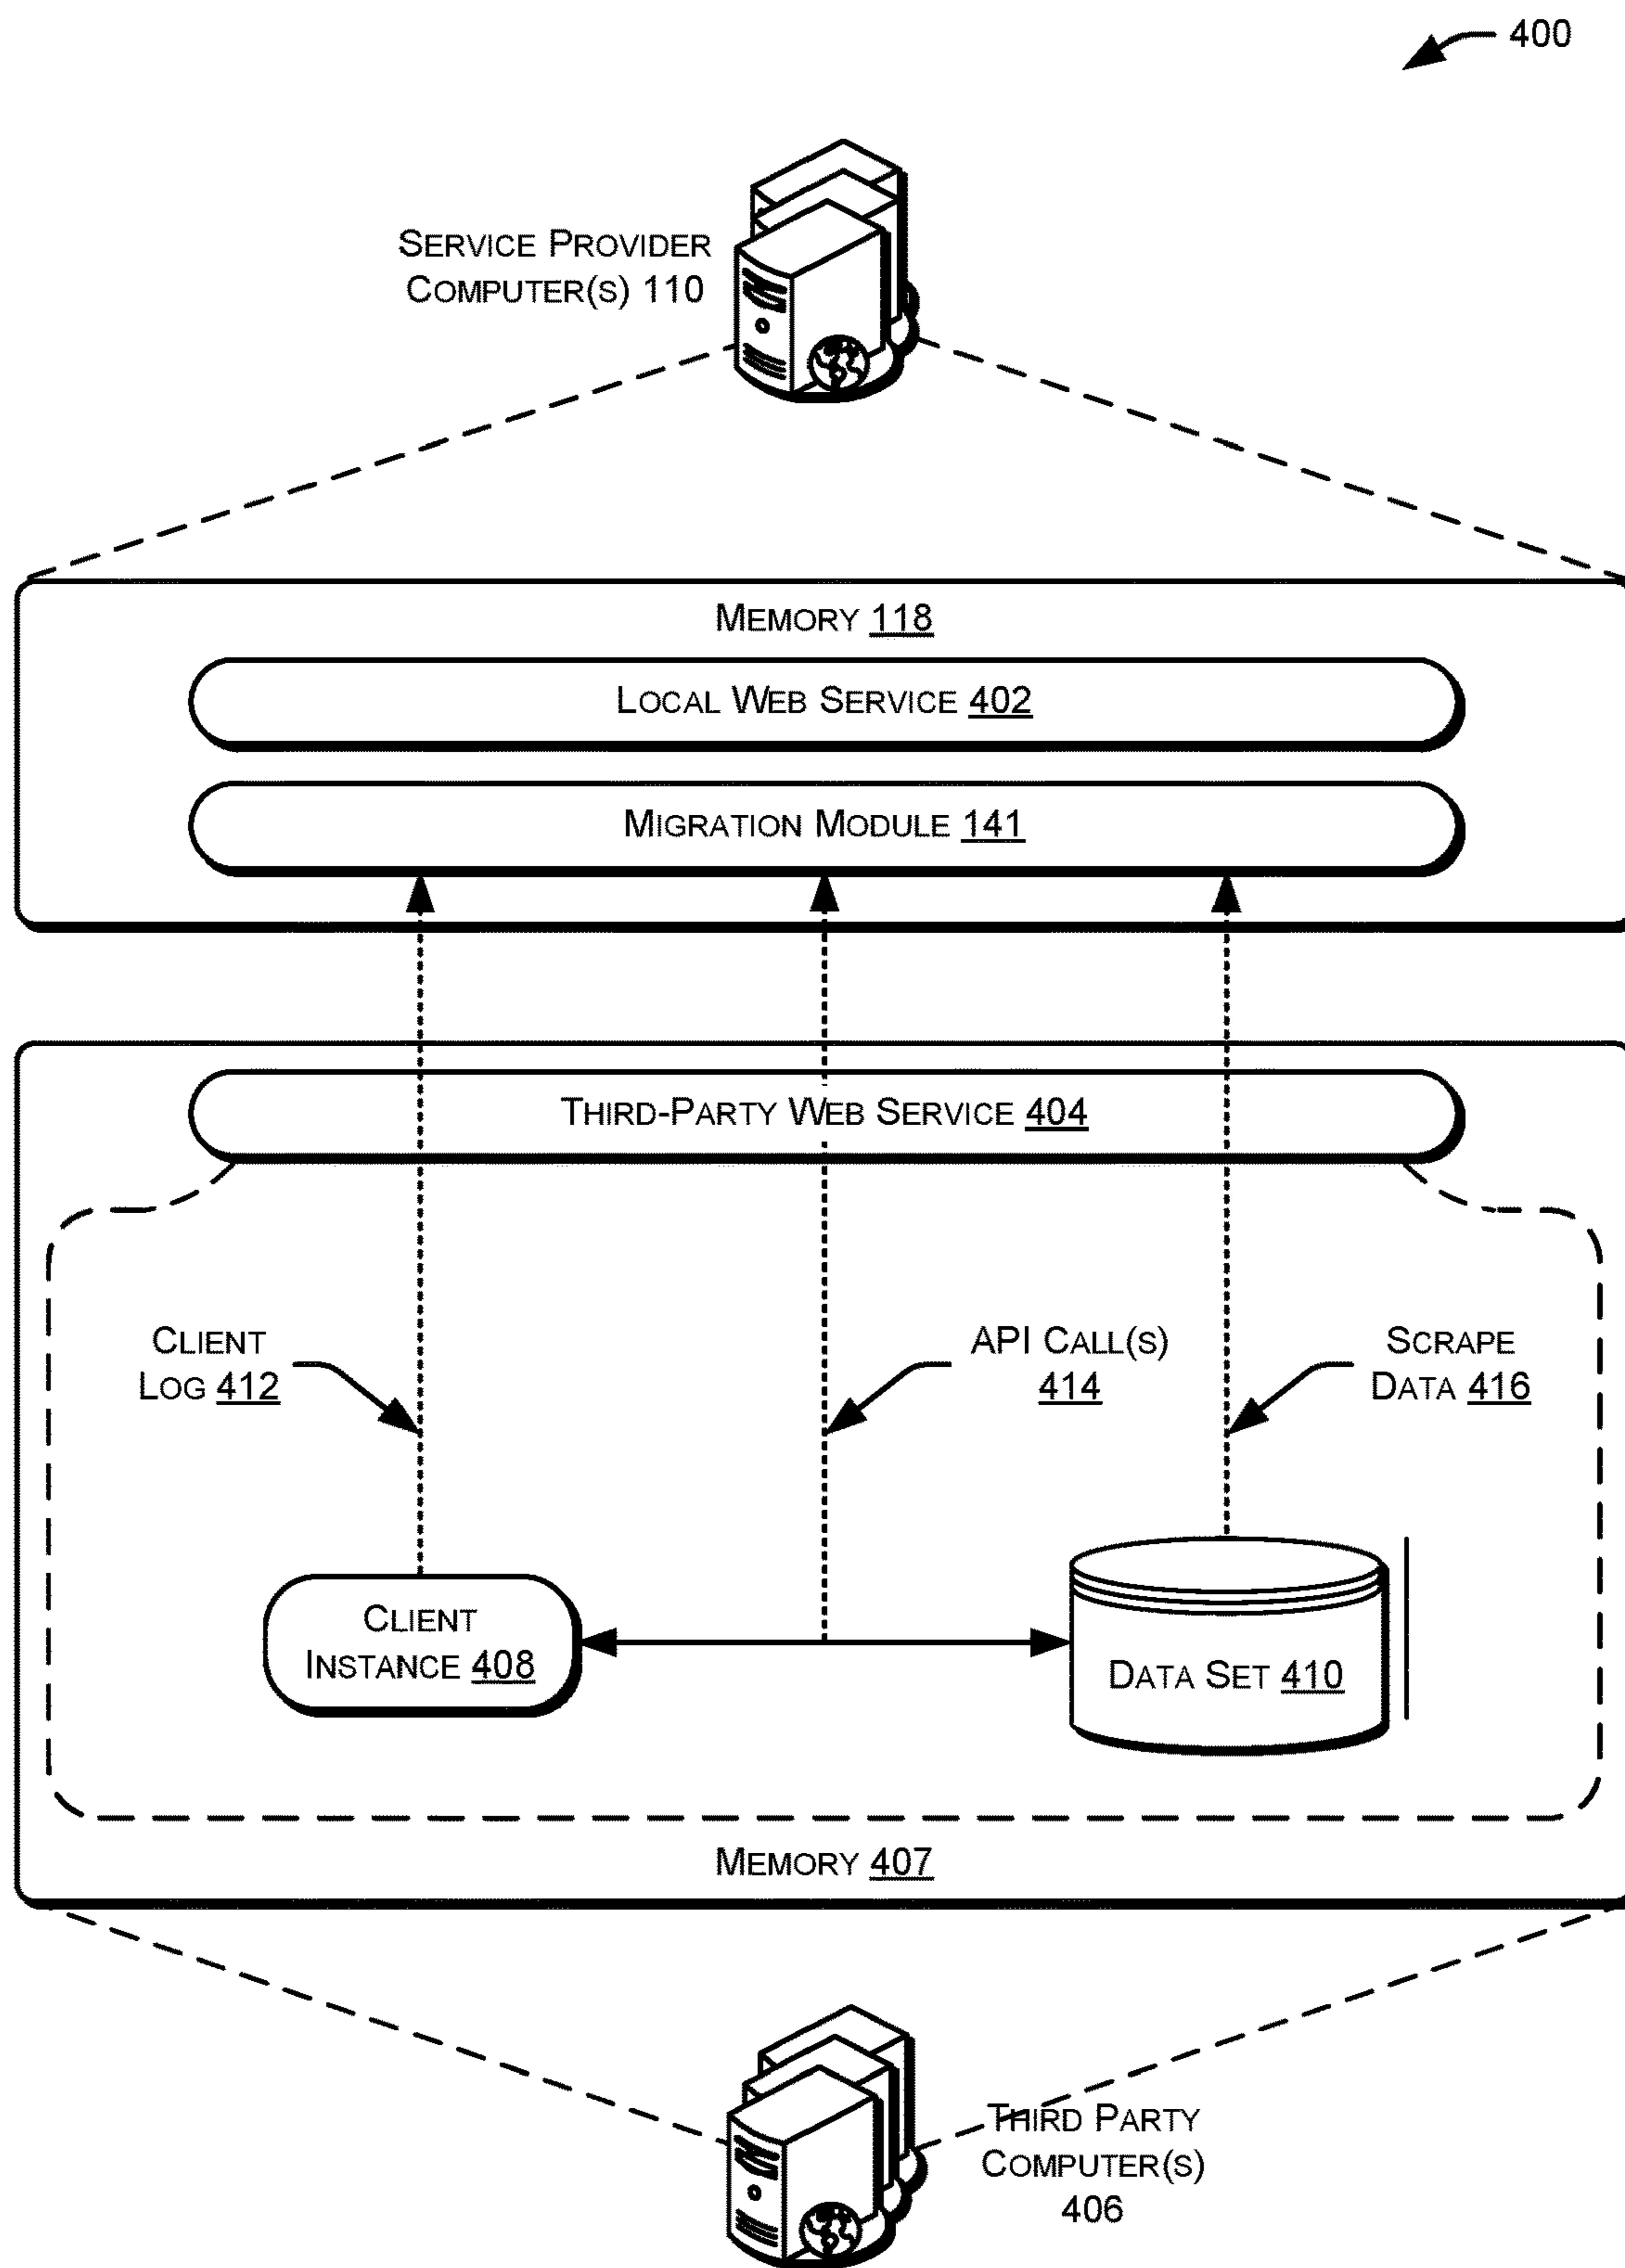 400
SERVICE PROVIDER
COMPUTER(S) 110
MEMORY 118
LOCAL WEB SERVICE 402
MIGRATION MODULE 141
THIRD-PARTY WEB SERVICE 404
CLIENT
LOG 412
API CALL(S)
414
SCRAPE
DATA 416
CLIENT
INSTANCE 408
DATA SET 410
MEMORY 407
THIRD PARTY
COMPUTER(S)
406